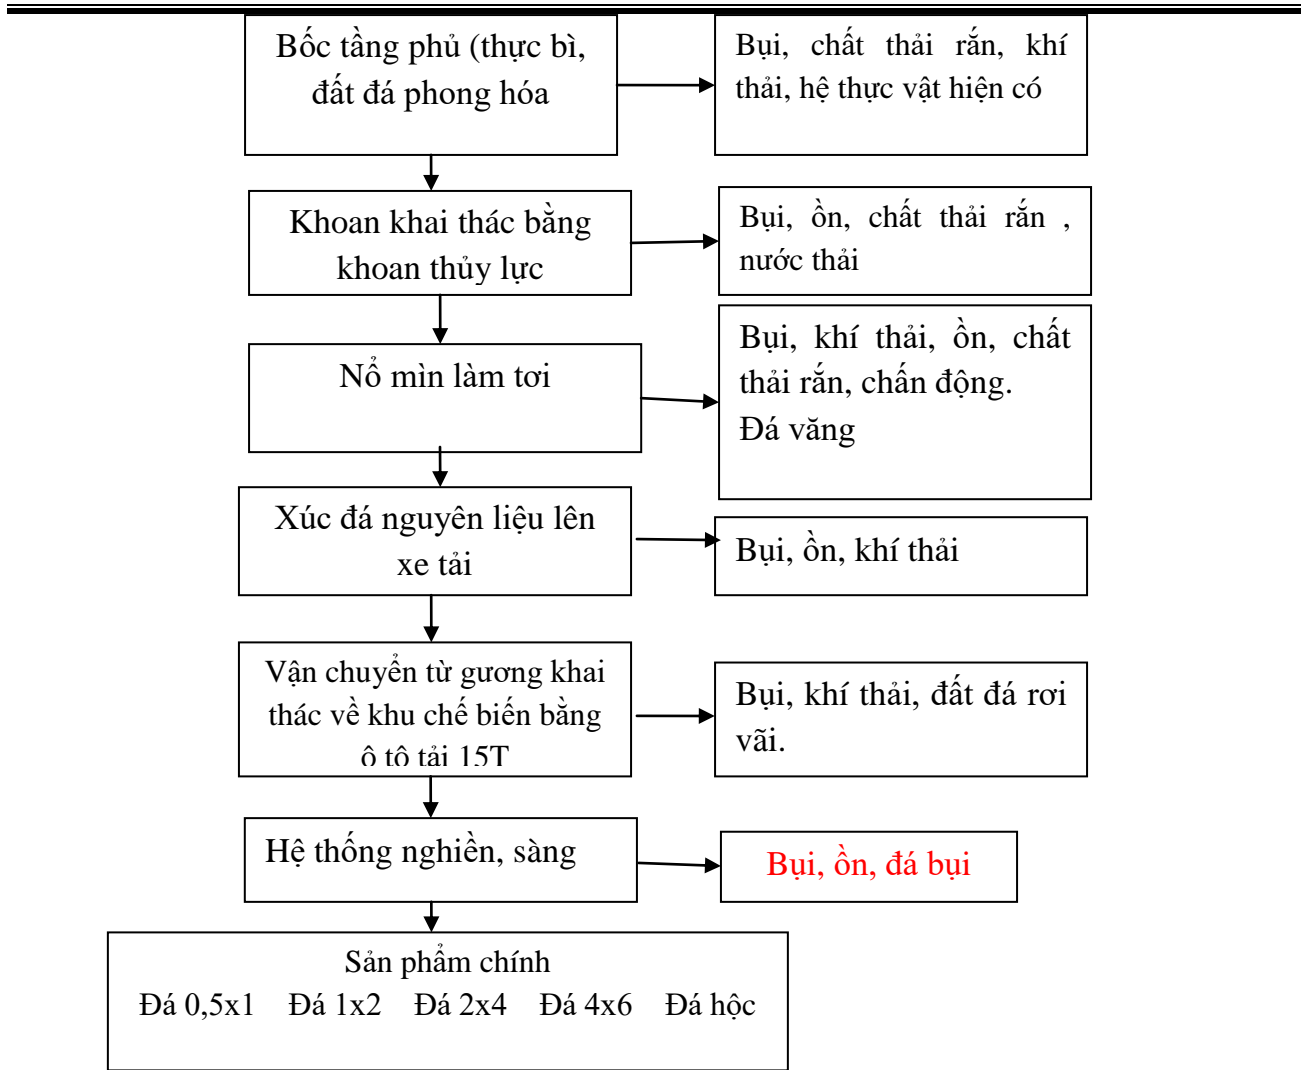 Bốc tầng phủ (thực bì,
đất đá phong hóa
Bụi, chất thải rắn, khí
thải, hệ thực vật hiện có
Khoan khai thác bằng
khoan thủy lực
Bụi, ồn, chất thải rắn ,
nước thải
Nổ mìn làm tơi
Bụi, khí thải, ồn, chất
thải rắn, chấn động.
Đá văng
Xúc đá nguyên liệu lên
xe tải
Bụi, ồn, khí thải
Vận chuyển từ gương khai
thác về khu chế biến bằng
ô tô tải 15T
Bụi, khí thải, đất đá rơi
vãi.
Hệ thống nghiền, sàng
Bụi, ồn, đá bụi
Sản phẩm chính
Đá 0,5x1 Đá 1x2 Đá 2x4 Đá 4x6 Đá hộc